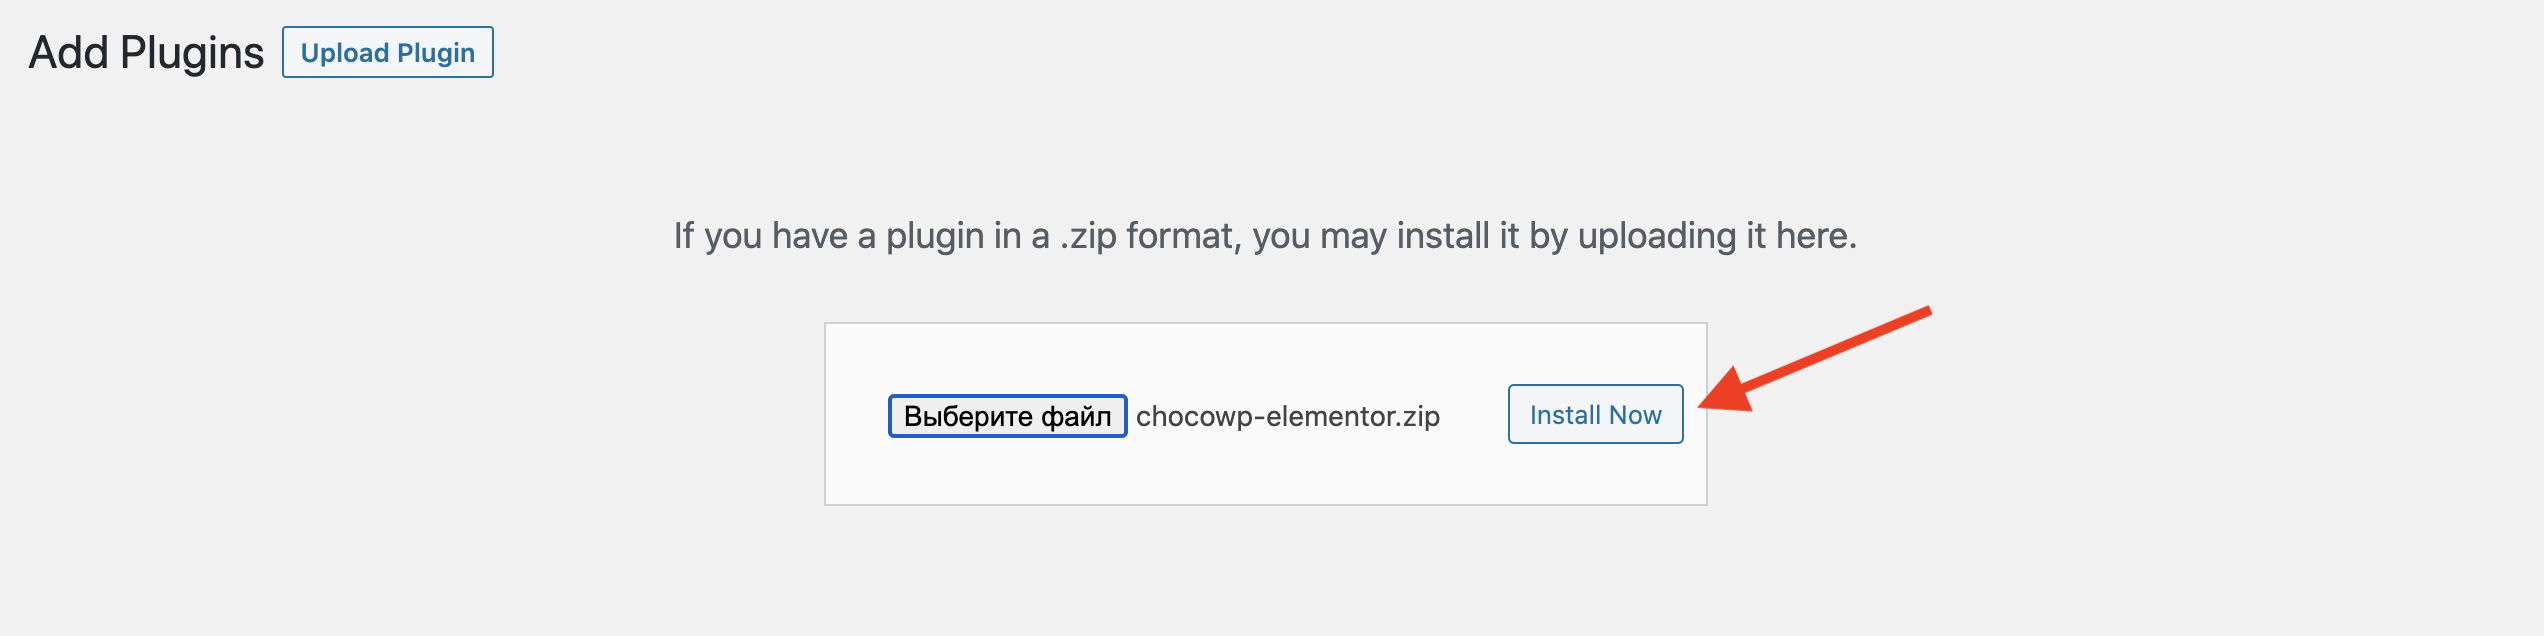 Add Plugins Upload Plugin
If you have a plugin in a .zip format, you may install it by uploading it here.
Выберите файл chocowp-elementor.zip Install Now